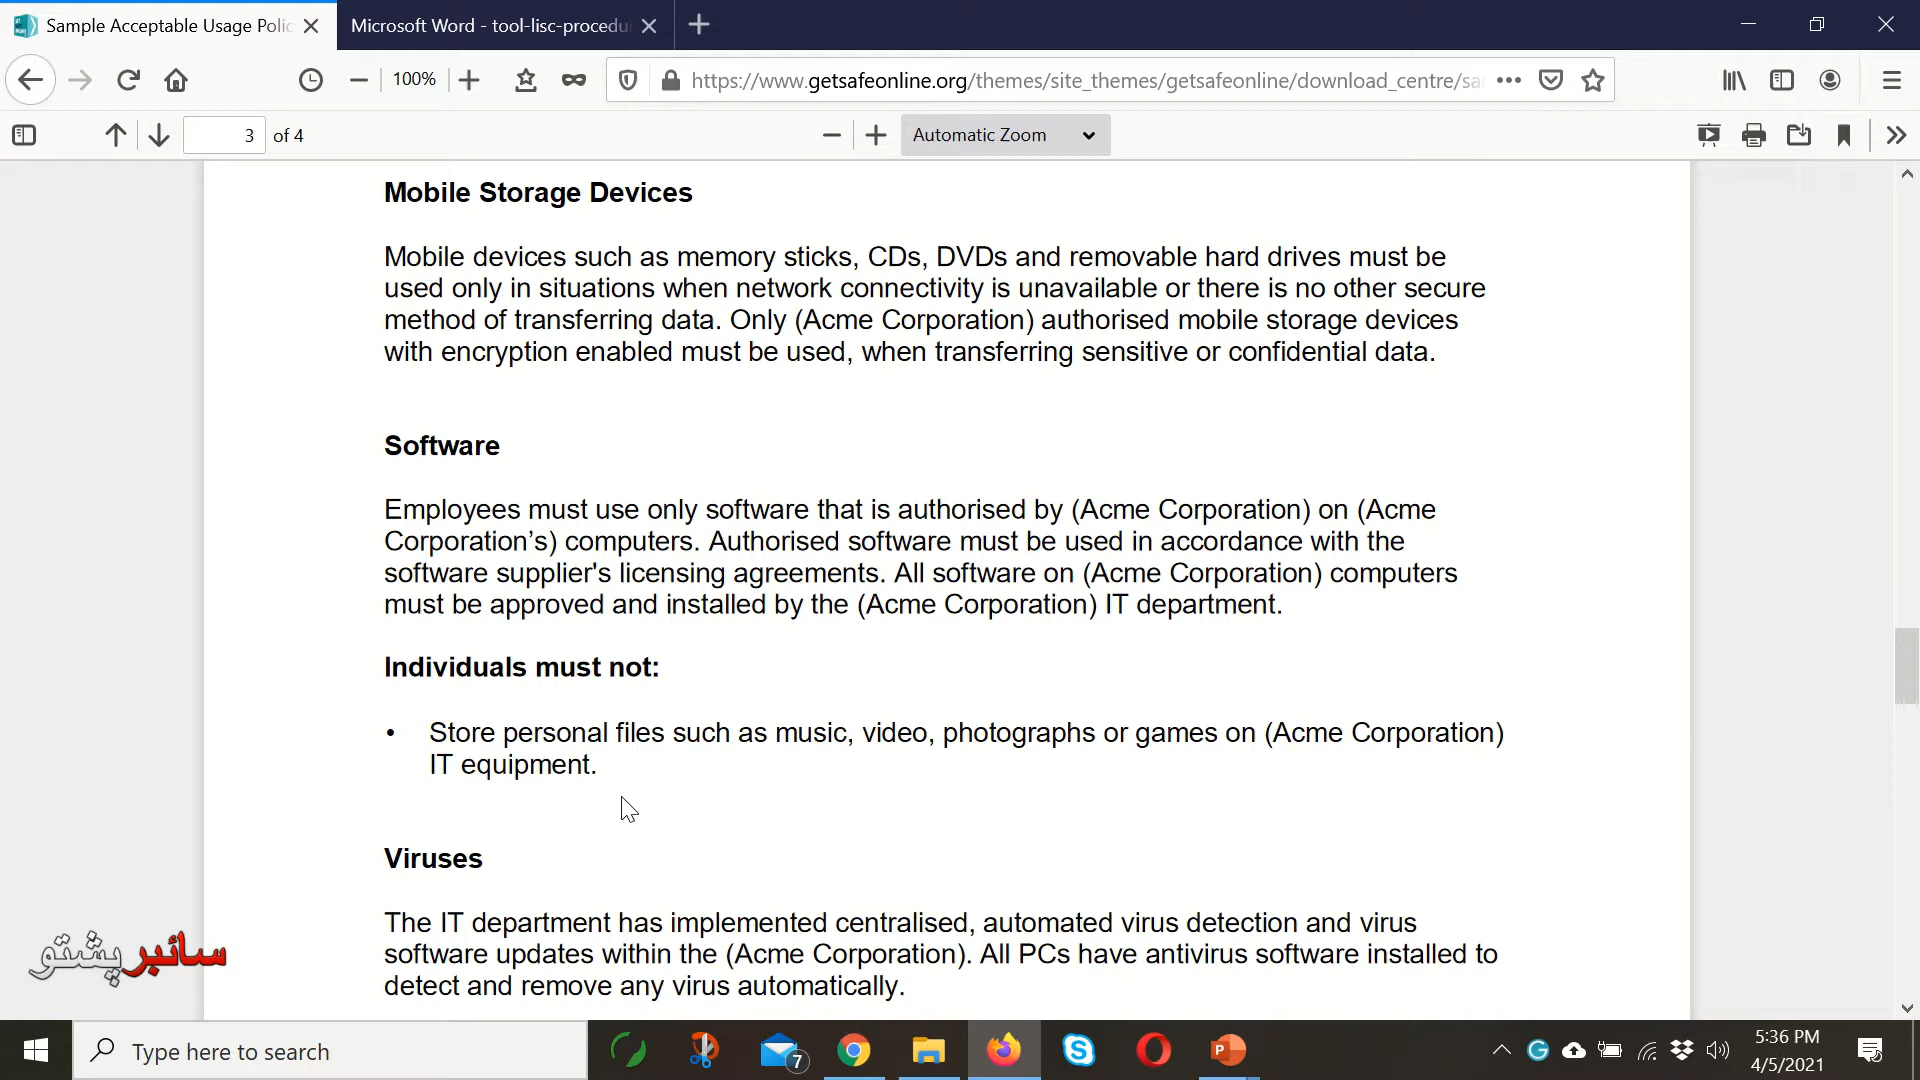 Sample Acceptable Usage Polic
Microsoft Word - tool-lisc-procedu
100%
https://www.getsafeonline.org/themes/site_themes/getsafeonline/download_centre/sa
3 of 4
Automatic Zoom
Mobile Storage Devices
Mobile devices such as memory sticks, CDs, DVDs and removable hard drives must be
used only in situations when network connectivity is unavailable or there is no other secure
method of transferring data. Only (Acme Corporation) authorised mobile storage devices
with encryption enabled must be used, when transferring sensitive or confidential data.
Software
Employees must use only software that is authorised by (Acme Corporation) on (Acme
Corporation’s) computers. Authorised software must be used in accordance with the
software supplier's licensing agreements. All software on (Acme Corporation) computers
must be approved and installed by the (Acme Corporation) IT department.
Individuals must not:
• Store personal files such as music, video, photographs or games on (Acme Corporation)
IT equipment.
Viruses
The IT department has implemented centralised, automated virus detection and virus
software updates within the (Acme Corporation). All PCs have antivirus software installed to
detect and remove any virus automatically.
سائبر پشتو
Type here to search
7
5:36 PM
4/5/2021